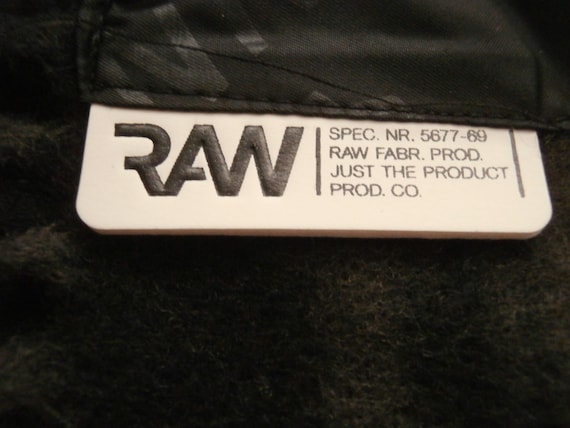 RAW
SPEC. NR. 5677-69
RAW FABR. PROD.
JUST THE PRODUCT
PROD. CO.